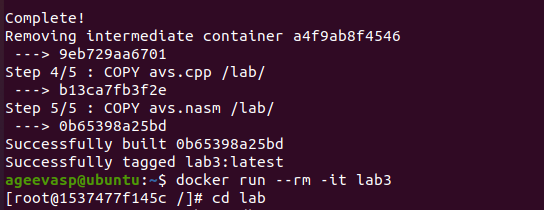 Complete!
Removing intermediate container a4f9ab8f4546
 ---> 9eb729aa6701
Step 4/5 : COPY avs.cpp /lab/
 ---> b13ca7fb3f2e
Step 5/5 : COPY avs.nasm /lab/
 ---> 0b65398a25bd
Successfully built 0b65398a25bd
Successfully tagged lab3:latest
ageevasp@ubuntu:~$ docker run --rm -it lab3
[root@1537477f145c /]# cd lab